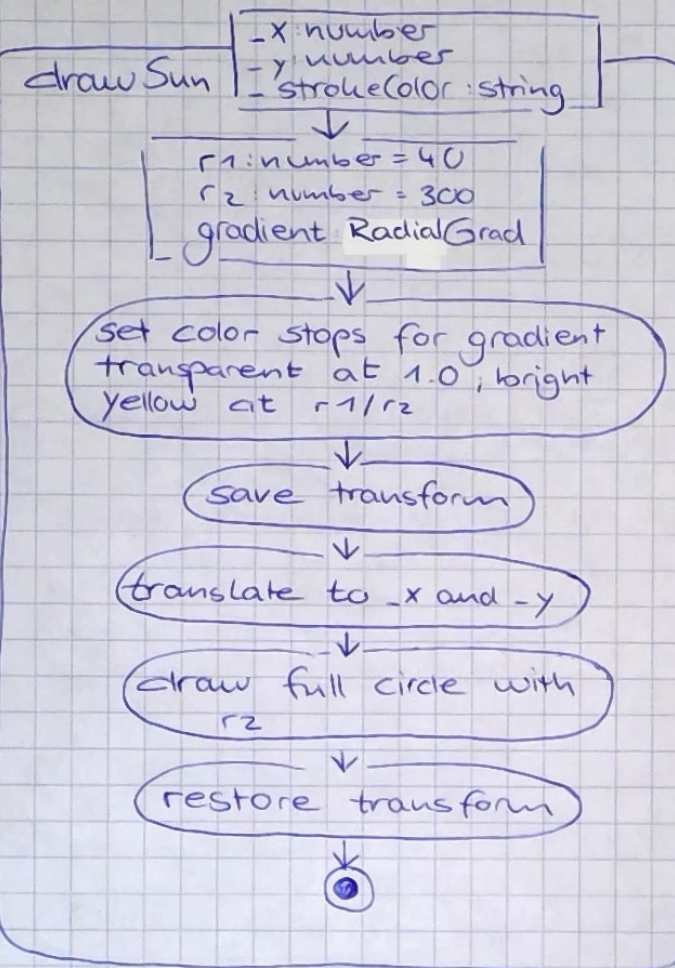 drawSun
_x: number
_y: number
_strokeColor: string
r1: number = 40
r2: number = 300
gradient: RadialGrad
set color stops for gradient
transparent at 1.0, bright
yellow at r1/r2
save transform
translate to _x and _y
draw full circle with
r2
restore transform